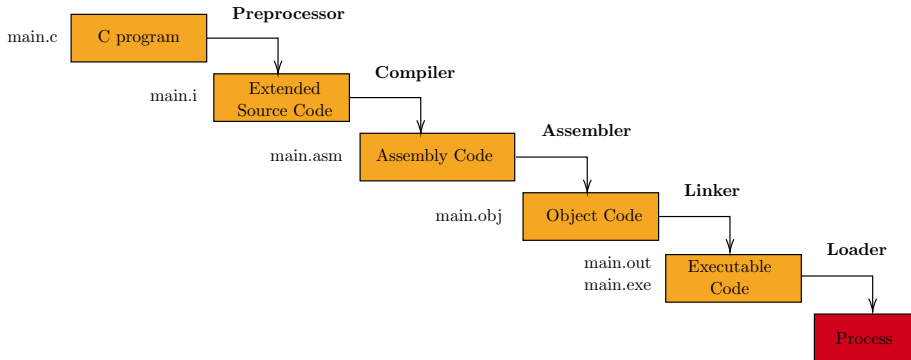 Preprocessor
main.c
C program
Compiler
main.i
Extended
Source Code
Assembler
main.asm
Assembly Code
Linker
main.obj
Object Code
Loader
main.out
main.exe
Executable
Code
Process